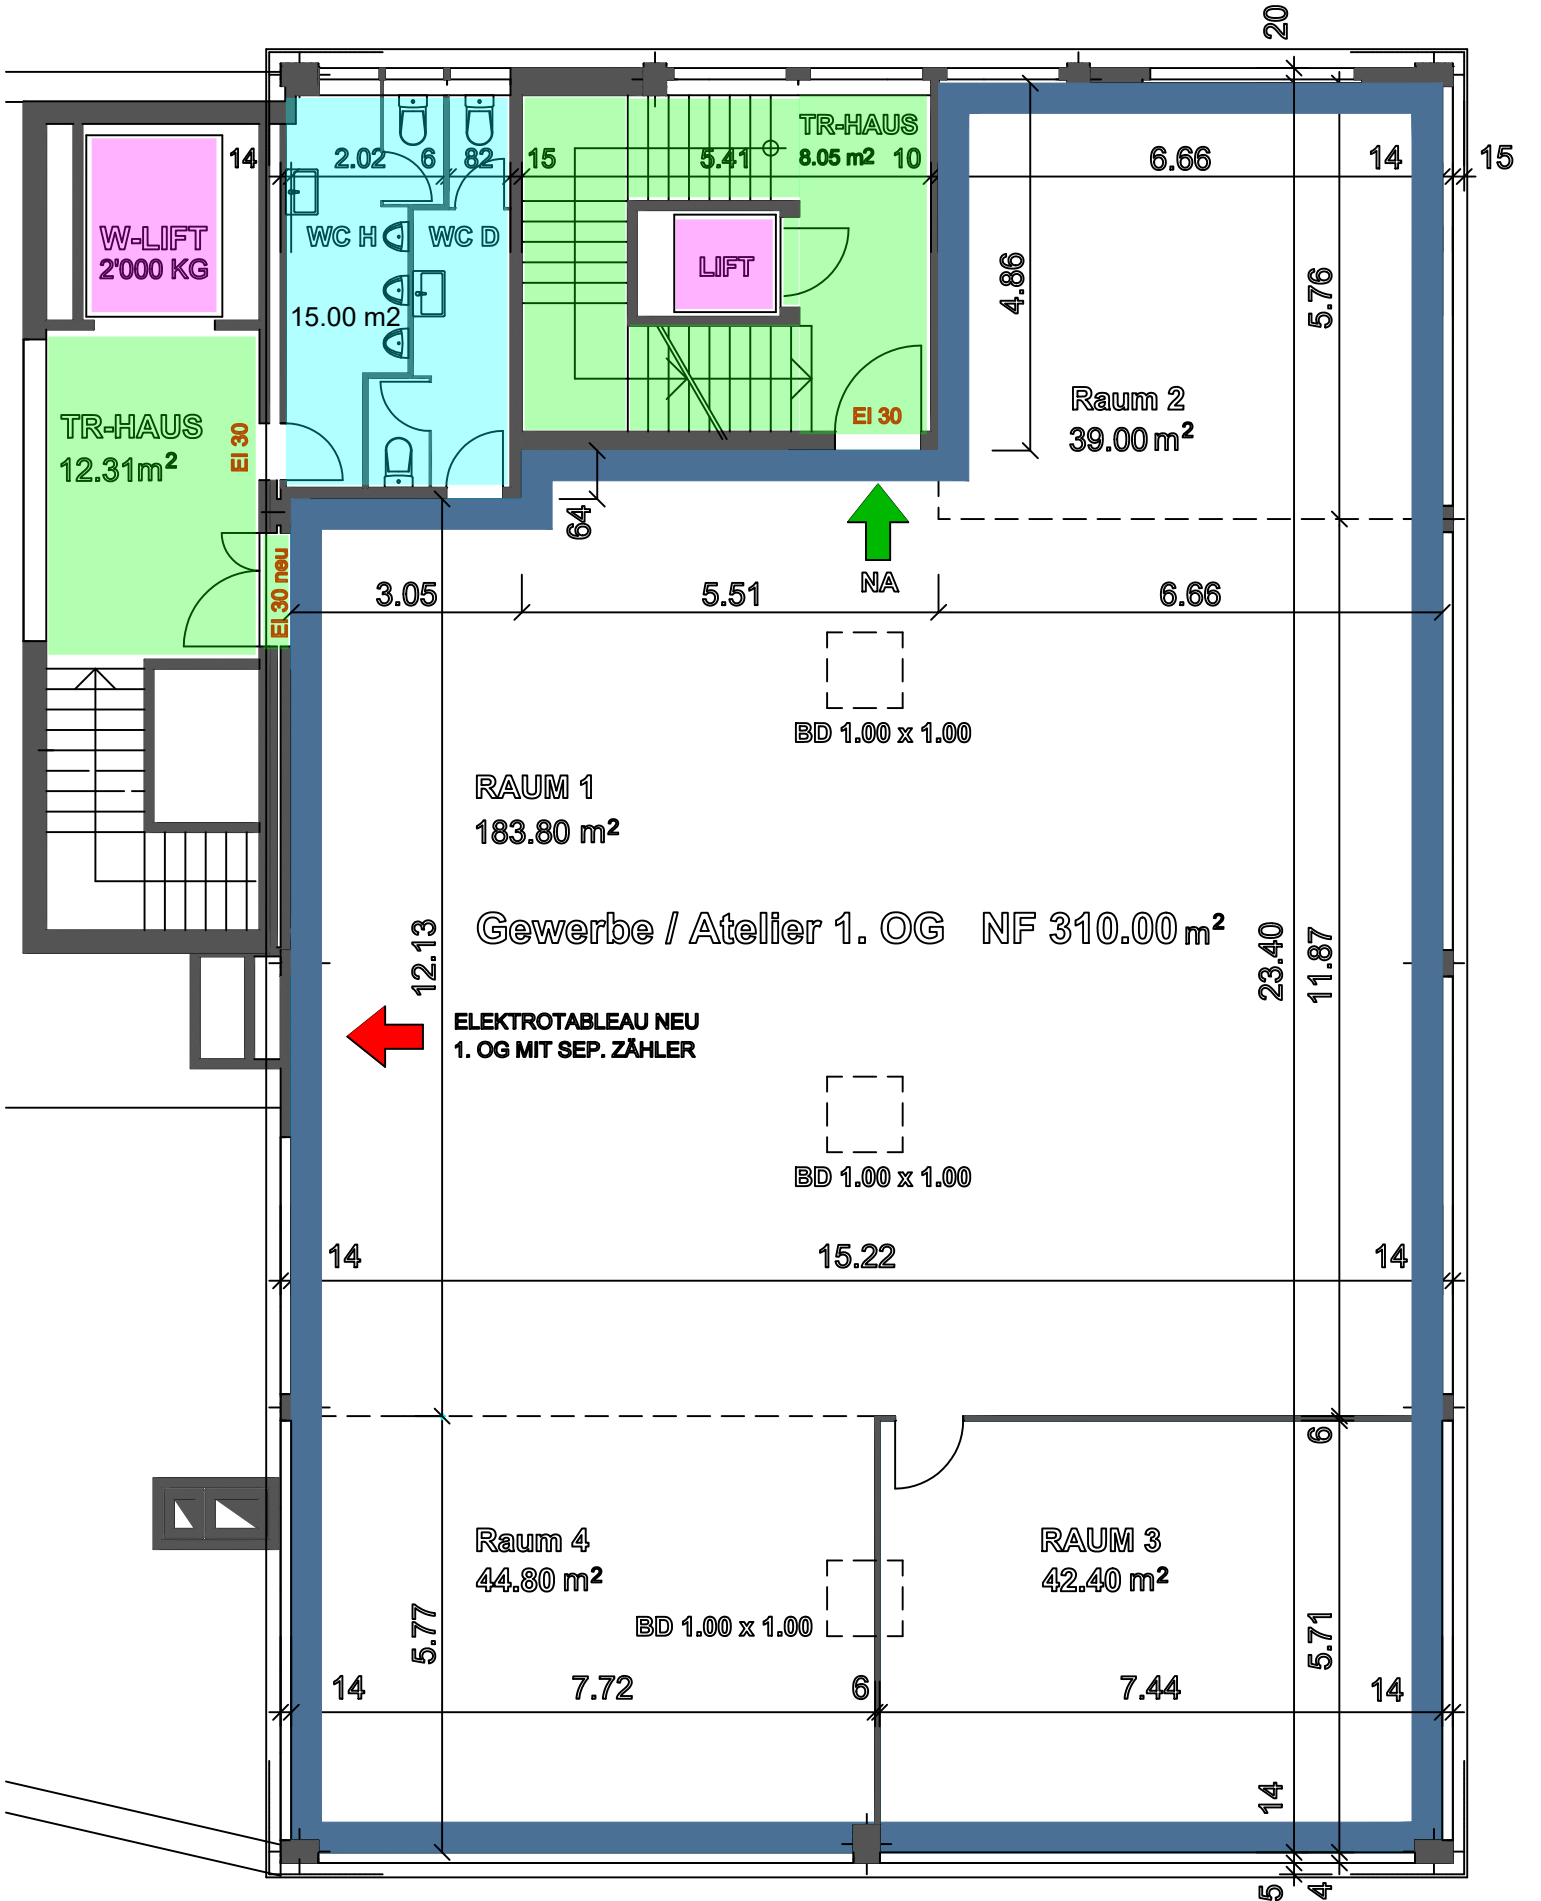 20
TR-HAUS
14
2.02
6
82
15
5.41
8.05 m2
10
6.66
14
15
W-LIFT
2'000 KG
WC H
WC D
LIFT
4.86
5.76
15.00 m2
Raum 2
39.00 m²
TR-HAUS
12.31m²
EI 30
EI 30
64
EI 30 neu
NA
3.05
5.51
6.66
BD 1.00 x 1.00
RAUM 1
183.80 m²
Gewerbe / Atelier 1. OG NF 310.00 m²
12.13
23.40
11.87
ELEKTROTABLEAU NEU
1. OG MIT SEP. ZÄHLER
BD 1.00 x 1.00
14
15.22
14
6
Raum 4
44.80 m²
RAUM 3
42.40 m²
BD 1.00 x 1.00
5.77
5.71
14
7.72
6
7.44
14
14
5
4